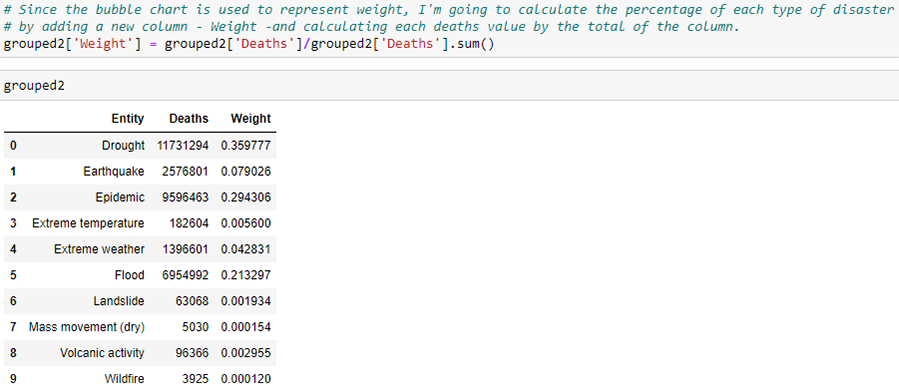 # Since the bubble chart is used to represent weight, I'm going to calculate the percentage of each type of disaster
# by adding a new column - Weight -and calculating each deaths value by the total of the column.
grouped2['Weight'] = grouped2['Deaths']/grouped2['Deaths'].sum()
grouped2
Entity Deaths Weight
0 Drought 11731294 0.359777
1 Earthquake 2576801 0.079026
2 Epidemic 9596463 0.294306
3 Extreme temperature 182604 0.005600
4 Extreme weather 1396601 0.042831
5 Flood 6954992 0.213297
6 Landslide 63068 0.001934
7 Mass movement (dry) 5030 0.000154
8 Volcanic activity 96366 0.002955
9 Wildfire 3925 0.000120